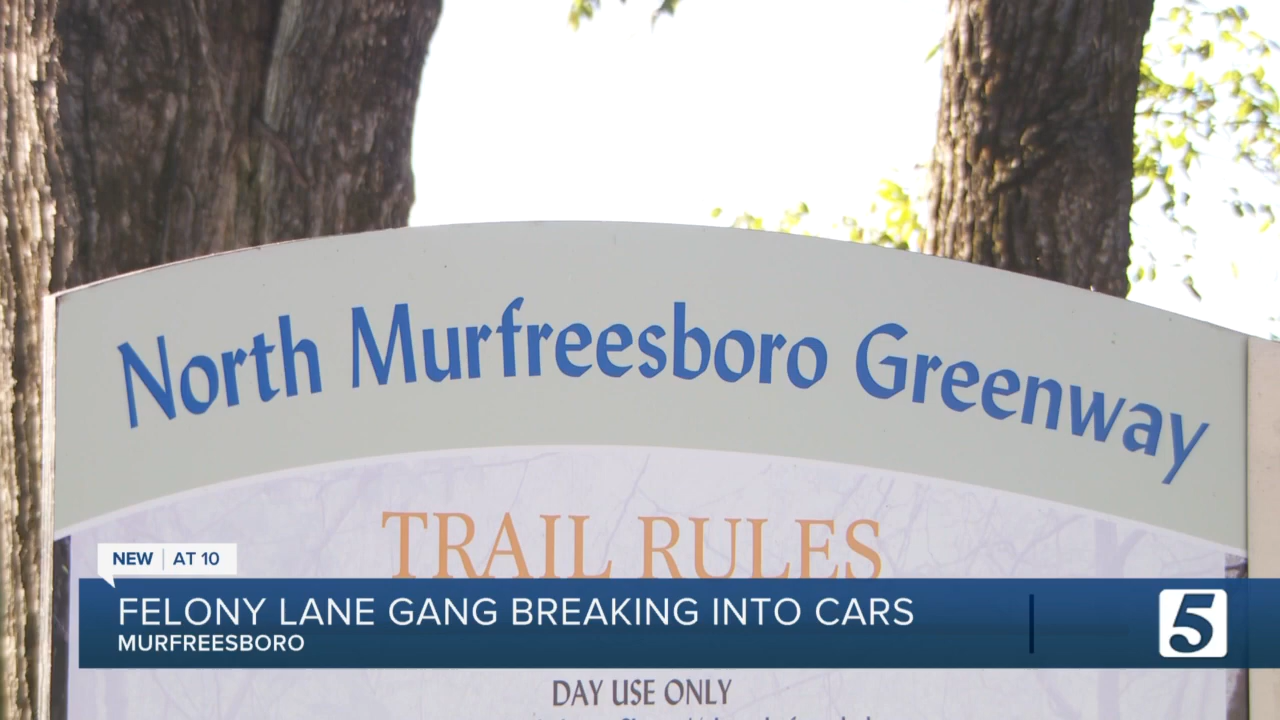 North Murfreesboro Greenway
TRAIL RULES
NEW AT 10
FELONY LANE GANG BREAKING INTO CARS
MURFREESBORO
5
DAY USE ONLY